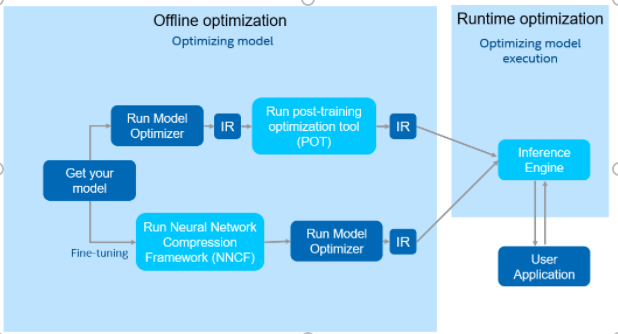 Offline optimization
Optimizing model
Runtime optimization
Optimizing model
execution
Run Model
Optimizer
IR
Run post-training
optimization tool
(POT)
IR
Get your
model
Inference
Engine
Fine-tuning
Run Neural Network
Compression
Framework (NNCF)
Run Model
Optimizer
IR
User
Application